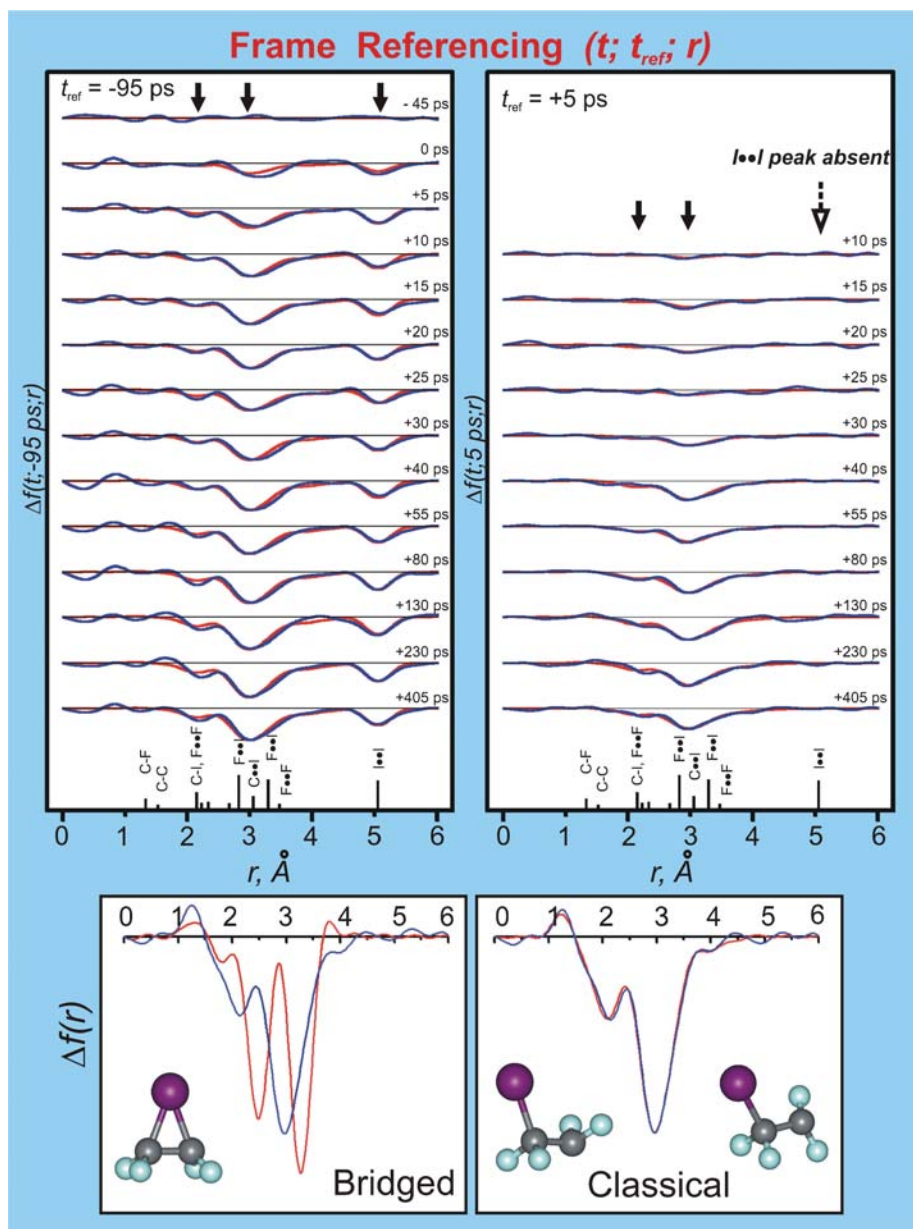 Frame Referencing (t; t_ref; r)
t_ref = -95 ps
- 45 ps
0 ps
+5 ps
+10 ps
+15 ps
+20 ps
+25 ps
+30 ps
+40 ps
+55 ps
+80 ps
+130 ps
+230 ps
+405 ps
Δf(t;-95 ps;r)
C-F
C-C
C-I, F••F
F••I
C••I
F••I
F••F
I••I
0 1 2 3 4 5 6
r, Å
t_ref = +5 ps
I••I peak absent
+10 ps
+15 ps
+20 ps
+25 ps
+30 ps
+40 ps
+55 ps
+80 ps
+130 ps
+230 ps
+405 ps
Δf(t;5 ps;r)
C-F
C-C
C-I, F••F
F••I
C••I
F••I
F••F
I••I
0 1 2 3 4 5 6
r, Å
0 1 2 3 4 5 6
Δf(r)
Bridged
0 1 2 3 4 5 6
Classical